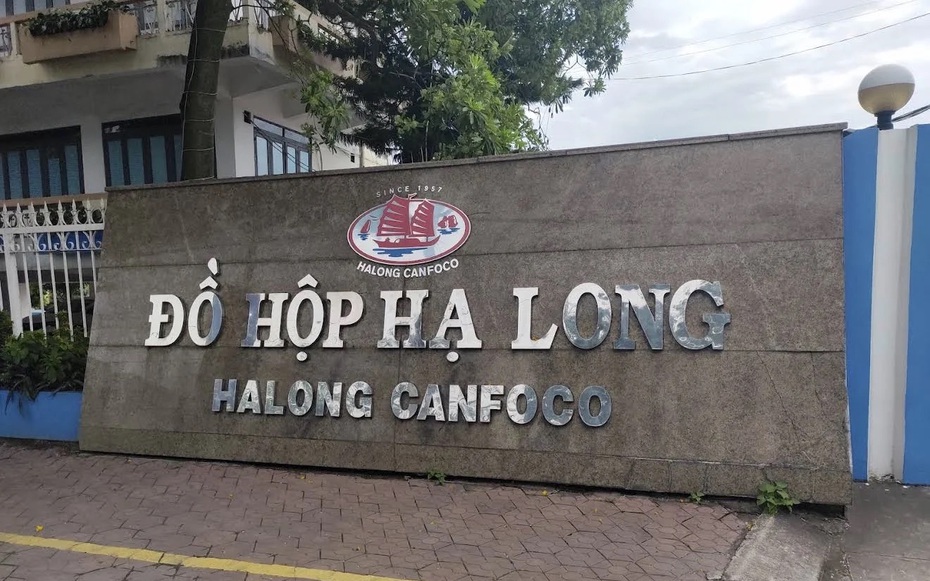 SINCE 1957
HALONG CANFOCO
ĐỒ HỘP HẠ LONG
HALONG CANFOCO